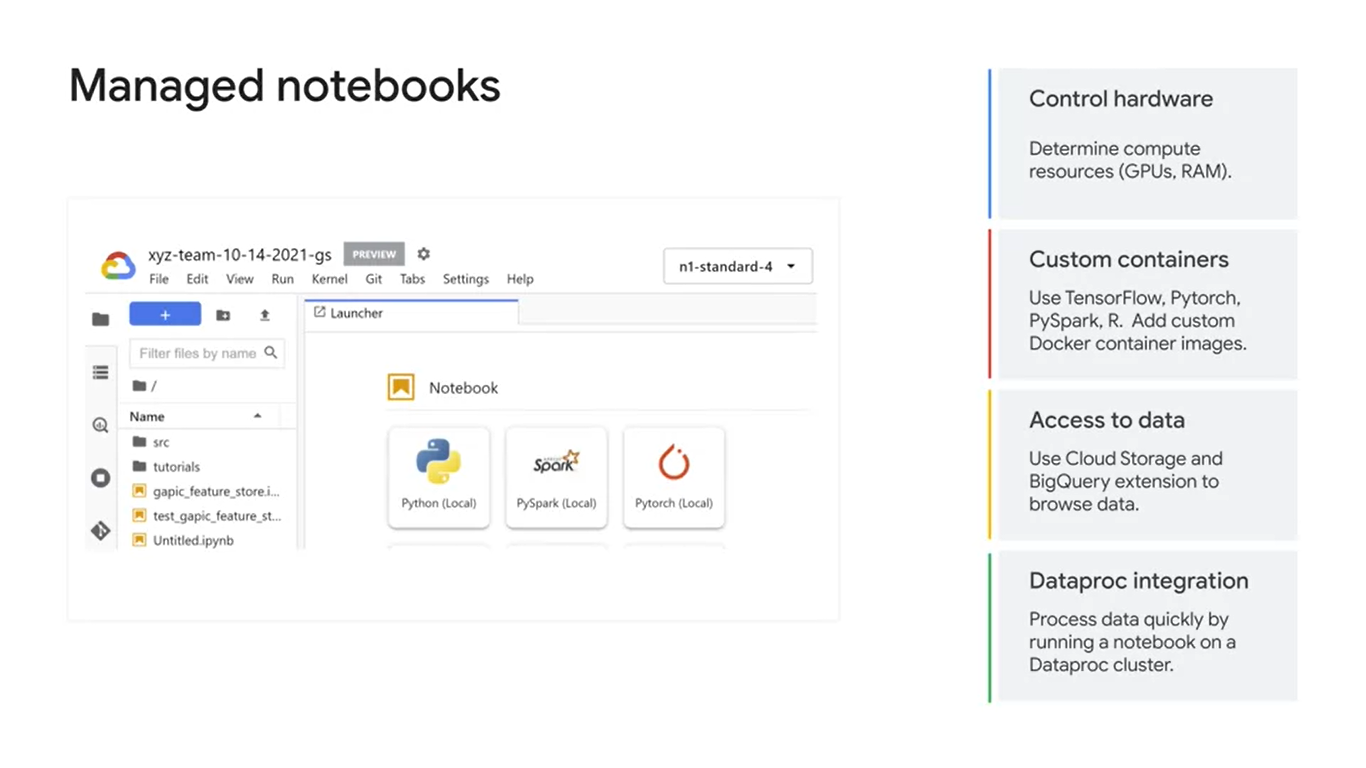 Managed notebooks
xyz-team-10-14-2021-gs PREVIEW
File Edit View Run Kernel Git Tabs Settings Help
n1-standard-4
+
Launcher
Filter files by name
/
Name
src
tutorials
gapic_feature_store.i...
test_gapic_feature_st...
Untitled.ipynb
Notebook
Python (Local)
Spark
PySpark (Local)
Pytorch (Local)
Control hardware
Determine compute
resources (GPUs, RAM).
Custom containers
Use TensorFlow, Pytorch,
PySpark, R. Add custom
Docker container images.
Access to data
Use Cloud Storage and
BigQuery extension to
browse data.
Dataproc integration
Process data quickly by
running a notebook on a
Dataproc cluster.